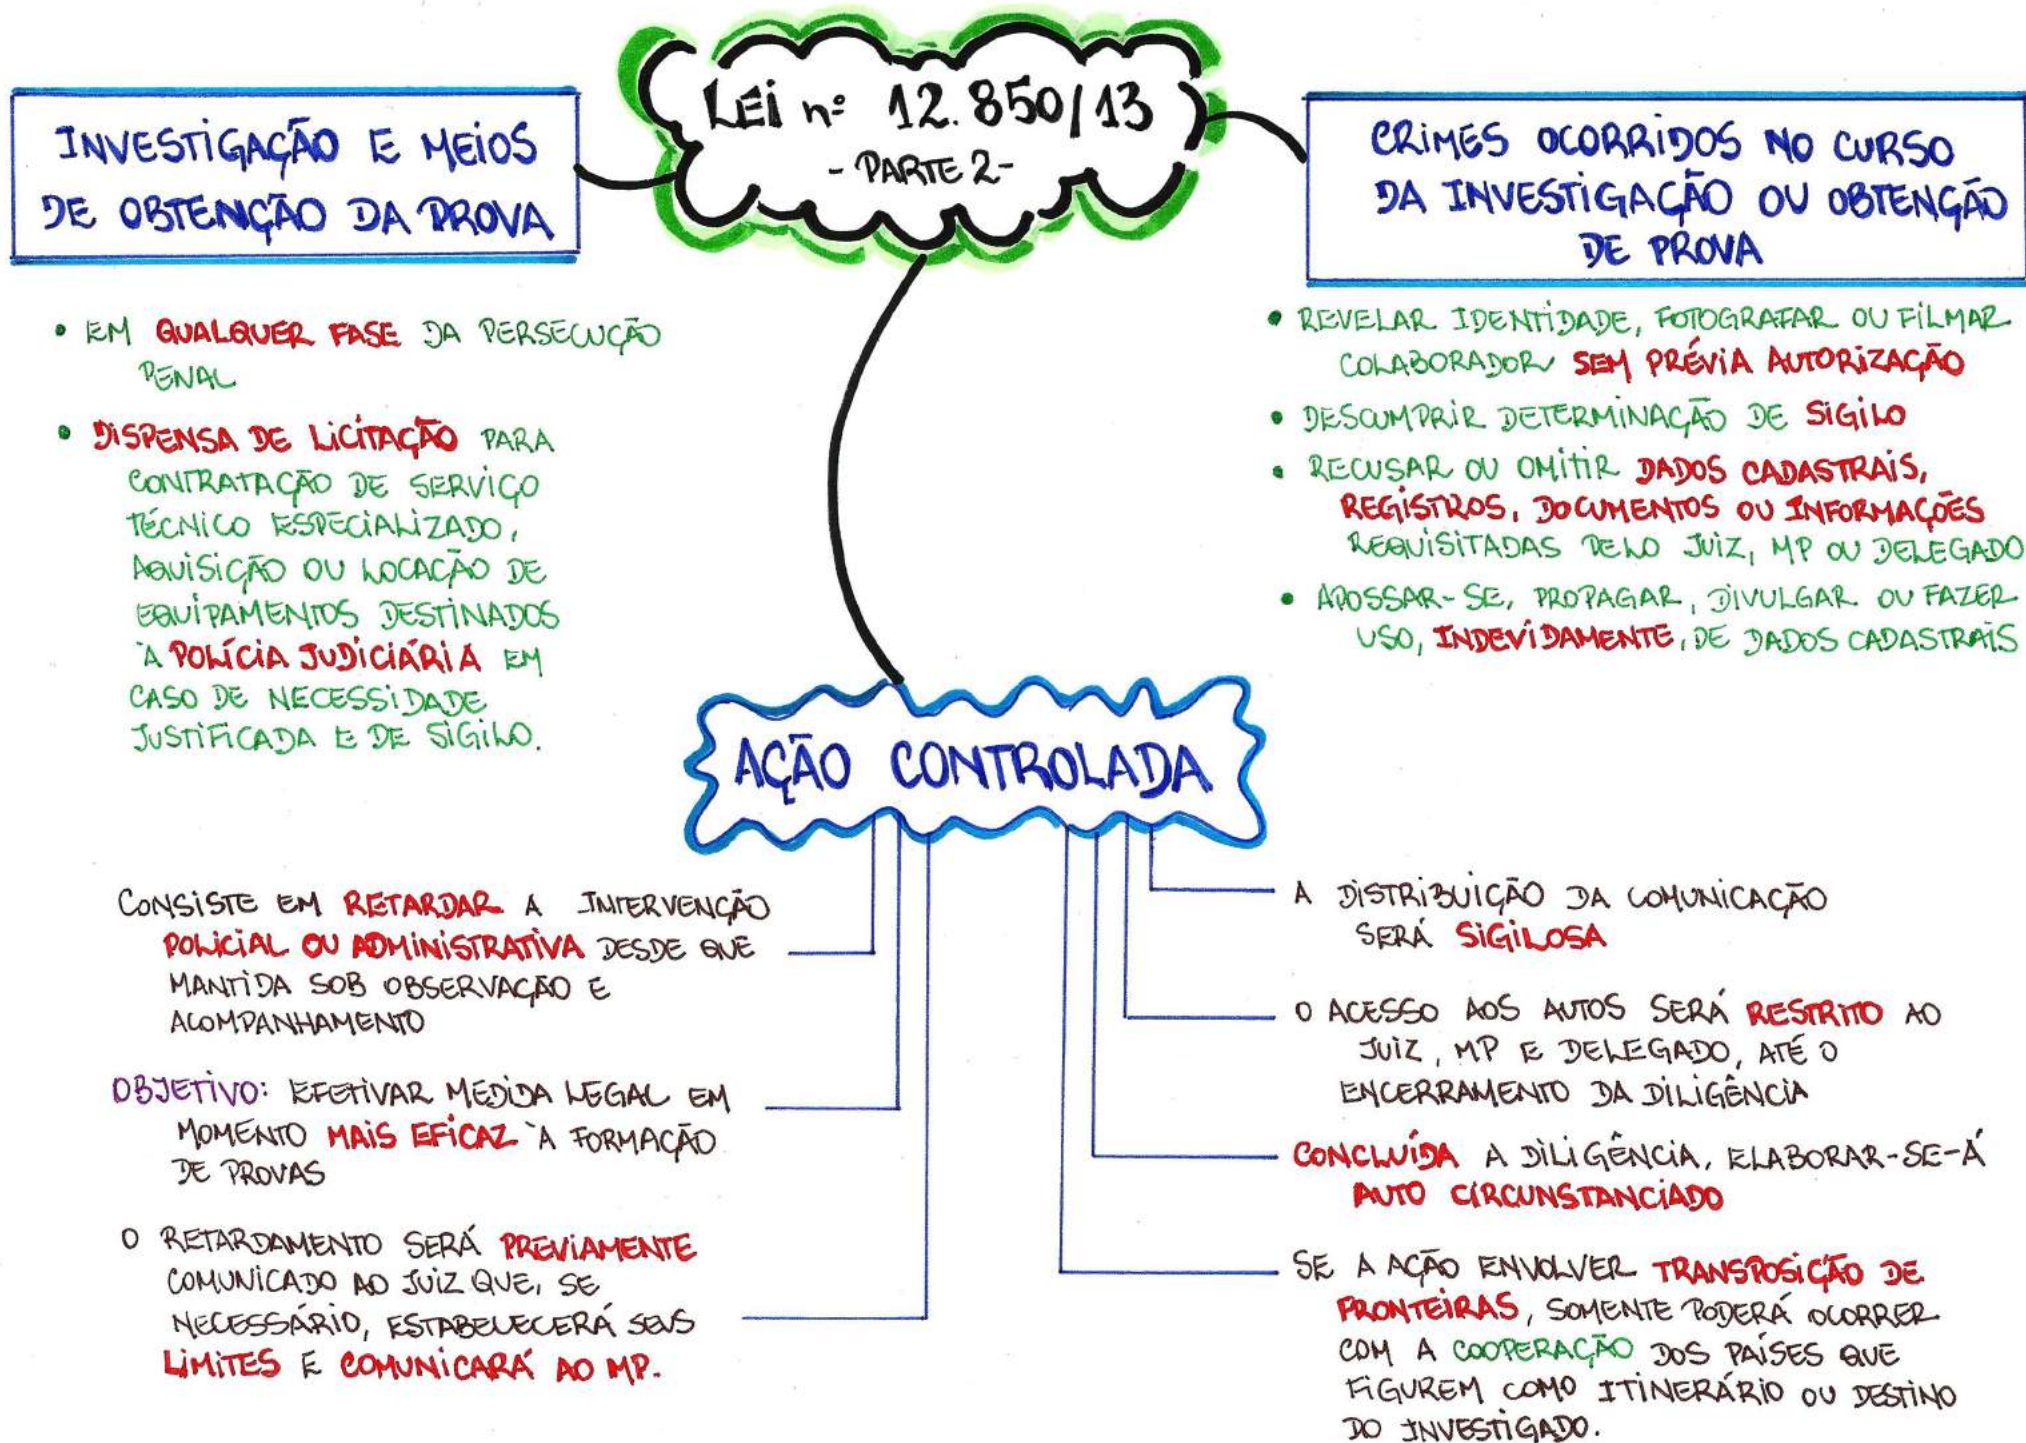 LEI nº 12.850/13
- PARTE 2-
INVESTIGAÇÃO E MEIOS
DE OBTENÇÃO DA PROVA
• EM QUALQUER FASE DA PERSECUÇÃO
PENAL
• DISPENSA DE LICITAÇÃO PARA
CONTRATAÇÃO DE SERVIÇO
TÉCNICO ESPECIALIZADO,
AQUISIÇÃO OU LOCAÇÃO DE
EQUIPAMENTOS DESTINADOS
À POLÍCIA JUDICIÁRIA EM
CASO DE NECESSIDADE
JUSTIFICADA E DE SIGILO.
CRIMES OCORRIDOS NO CURSO
DA INVESTIGAÇÃO OU OBTENÇÃO
DE PROVA
• REVELAR IDENTIDADE, FOTOGRAFAR OU FILMAR
COLABORADOR SEM PRÉVIA AUTORIZAÇÃO
• DESCUMPRIR DETERMINAÇÃO DE SIGILO
• RECUSAR OU OMITIR DADOS CADASTRAIS,
REGISTROS, DOCUMENTOS OU INFORMAÇÕES
REQUISITADAS PELO JUIZ, MP OU DELEGADO
• APOSSAR-SE, PROPAGAR, DIVULGAR OU FAZER
USO, INDEVIDAMENTE, DE DADOS CADASTRAIS
AÇÃO CONTROLADA
CONSISTE EM RETARDAR A INTERVENÇÃO
POLICIAL OU ADMINISTRATIVA DESDE QUE
MANTIDA SOB OBSERVAÇÃO E
ACOMPANHAMENTO
OBJETIVO: EFETIVAR MEDIDA LEGAL EM
MOMENTO MAIS EFICAZ À FORMAÇÃO
DE PROVAS
O RETARDAMENTO SERÁ PREVIAMENTE
COMUNICADO AO JUIZ QUE, SE
NECESSÁRIO, ESTABELECERÁ SEUS
LIMITES E COMUNICARÁ AO MP.
A DISTRIBUIÇÃO DA COMUNICAÇÃO
SERÁ SIGILOSA
O ACESSO AOS AUTOS SERÁ RESTRITO AO
JUIZ, MP E DELEGADO, ATÉ O
ENCERRAMENTO DA DILIGÊNCIA
CONCLUÍDA A DILIGÊNCIA, ELABORAR-SE-Á
AUTO CIRCUNSTANCIADO
SE A AÇÃO ENVOLVER TRANSPOSIÇÃO DE
FRONTEIRAS, SOMENTE PODERÁ OCORRER
COM A COOPERAÇÃO DOS PAÍSES QUE
FIGUREM COMO ITINERÁRIO OU DESTINO
DO INVESTIGADO.